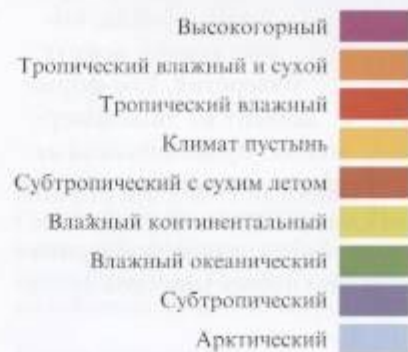 Высокогорный
Тропический влажный и сухой
Тропический влажный
Климат пустынь
Субтропический с сухим летом
Влажный континентальный
Влажный океанический
Субтропический
Арктический